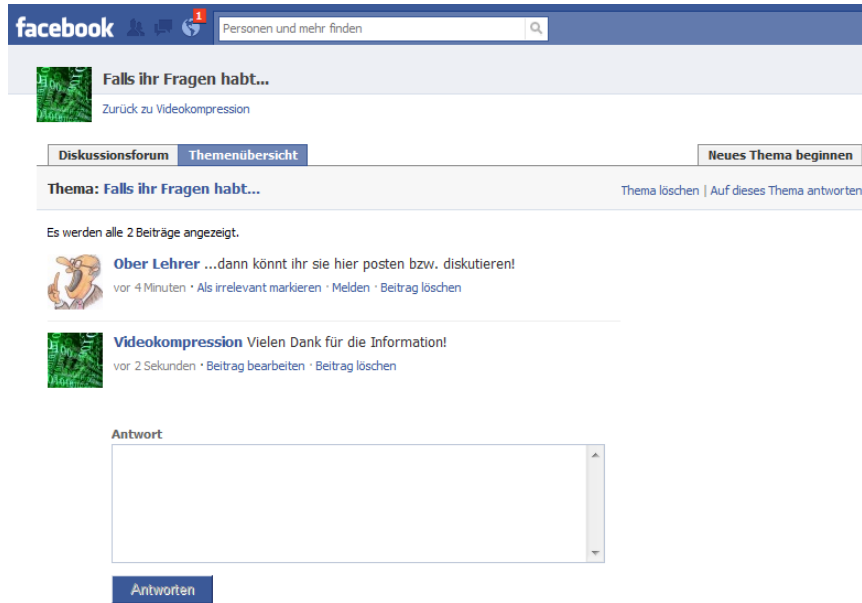 facebook
1
Personen und mehr finden
Falls ihr Fragen habt...
Zurück zu Videokompression
Diskussionsforum Themenübersicht Neues Thema beginnen
Thema: Falls ihr Fragen habt... Thema löschen | Auf dieses Thema antworten
Es werden alle 2 Beiträge angezeigt.
Ober Lehrer ...dann könnt ihr sie hier posten bzw. diskutieren!
vor 4 Minuten · Als irrelevant markieren · Melden · Beitrag löschen
Videokompression Vielen Dank für die Information!
vor 2 Sekunden · Beitrag bearbeiten · Beitrag löschen
Antwort
Antworten